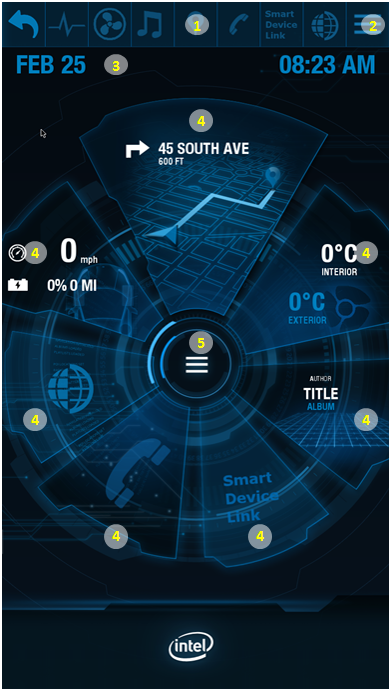 Smart
Device
Link
1
2
FEB 25
3
08:23 AM
4
45 SOUTH AVE
600 FT
4
0 mph
0% 0 MI
0°C
4
INTERIOR
0°C
EXTERIOR
5
AUTHOR
TITLE
ALBUM
4
4
Smart
Device
Link
4
4
intel